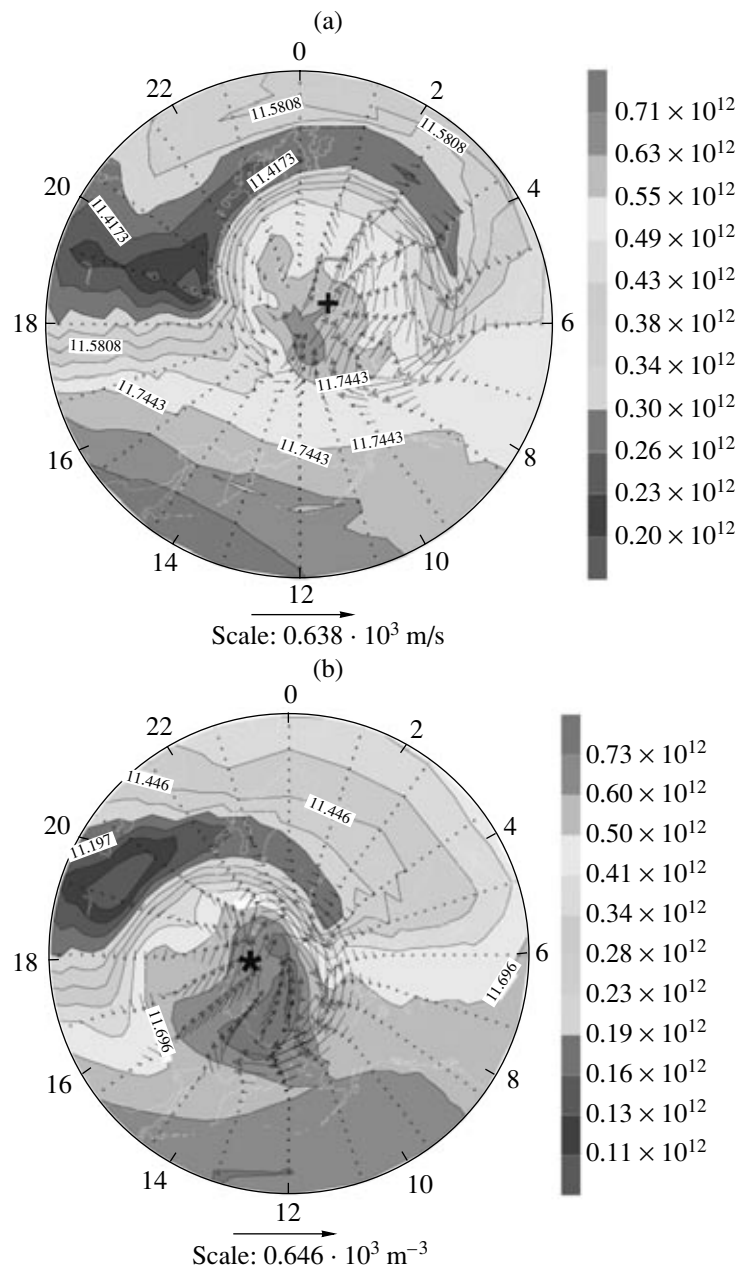 (a)
0
2
4
6
8
10
12
14
16
18
20
22
11.5808
11.5808
11.4173
11.4173
11.5808
11.7443
11.7443
11.7443
11.7443
0.71 × 10¹²
0.63 × 10¹²
0.55 × 10¹²
0.49 × 10¹²
0.43 × 10¹²
0.38 × 10¹²
0.34 × 10¹²
0.30 × 10¹²
0.26 × 10¹²
0.23 × 10¹²
0.20 × 10¹²
Scale: 0.638 · 10³ m/s
(b)
0
2
4
6
8
10
12
14
16
18
20
22
11.446
11.446
11.197
11.696
11.696
0.73 × 10¹²
0.60 × 10¹²
0.50 × 10¹²
0.41 × 10¹²
0.34 × 10¹²
0.28 × 10¹²
0.23 × 10¹²
0.19 × 10¹²
0.16 × 10¹²
0.13 × 10¹²
0.11 × 10¹²
Scale: 0.646 · 10³ m⁻³